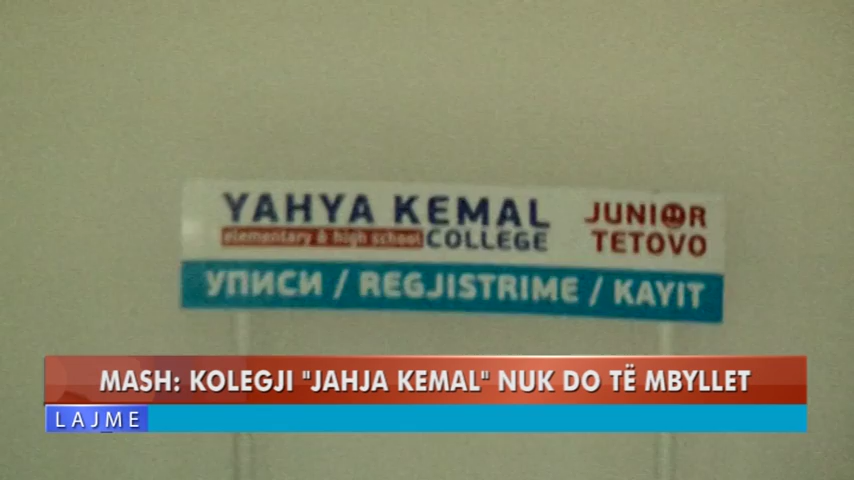 YAHYA KEMAL
elementary & high school COLLEGE
JUNIOR
TETOVO
УПИСИ / REGJISTRIME / KAYIT
MASH: KOLEGJI "JAHJA KEMAL" NUK DO TË MBYLLET
LAJME